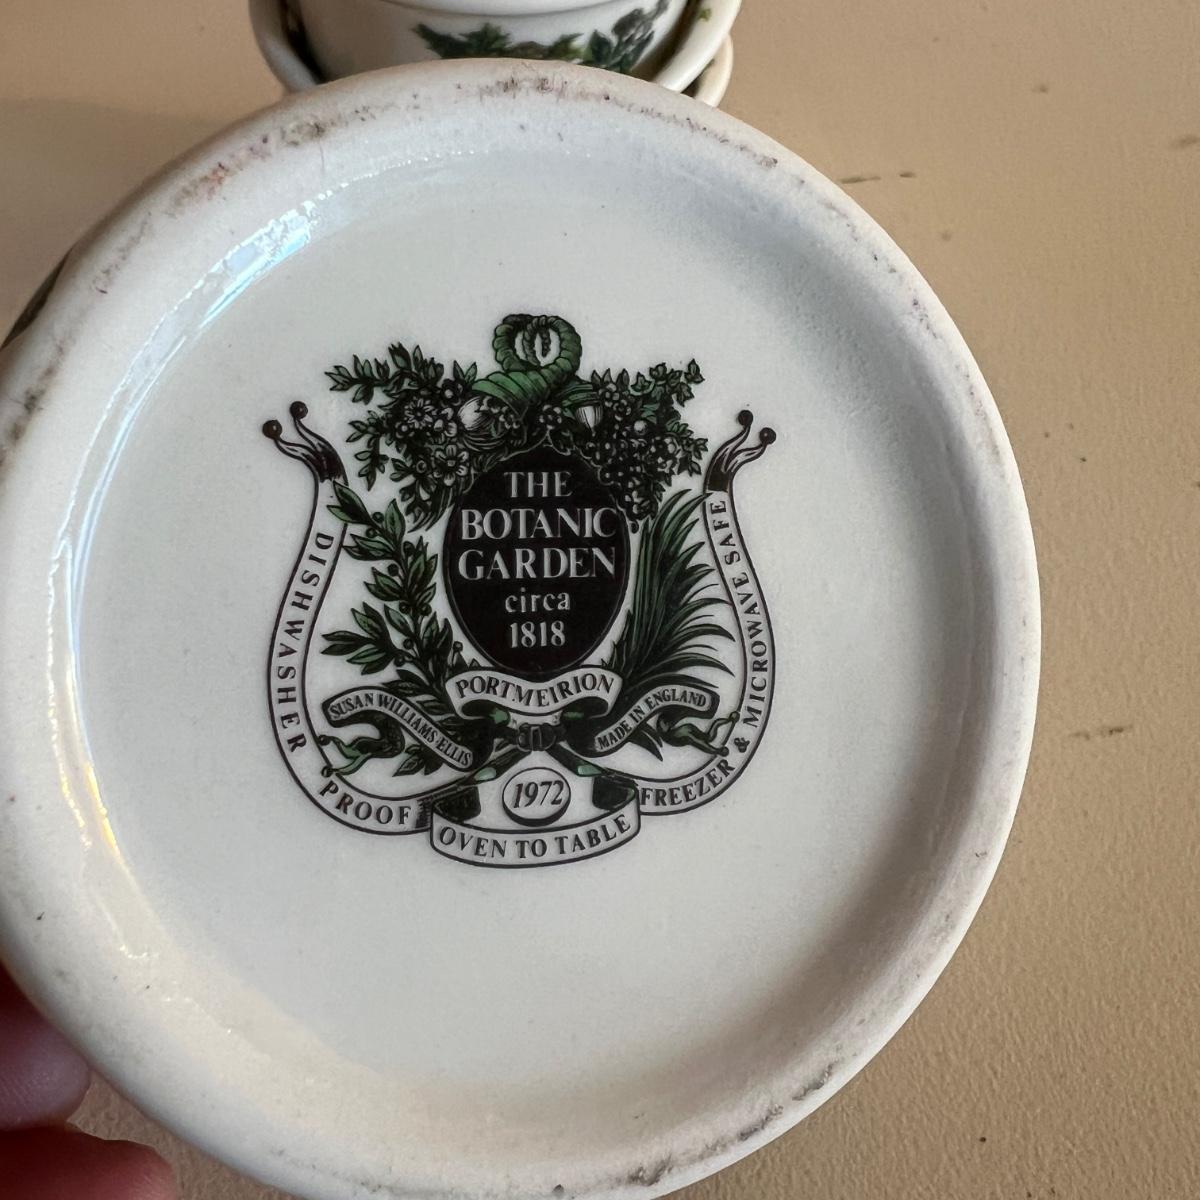 THE
BOTANIC
GARDEN
circa
1818
PORTMEIRION
SUSAN WILLIAMS-ELLIS
MADE IN ENGLAND
1972
DISHWASHER PROOF
OVEN TO TABLE
FREEZER & MICROWAVE SAFE